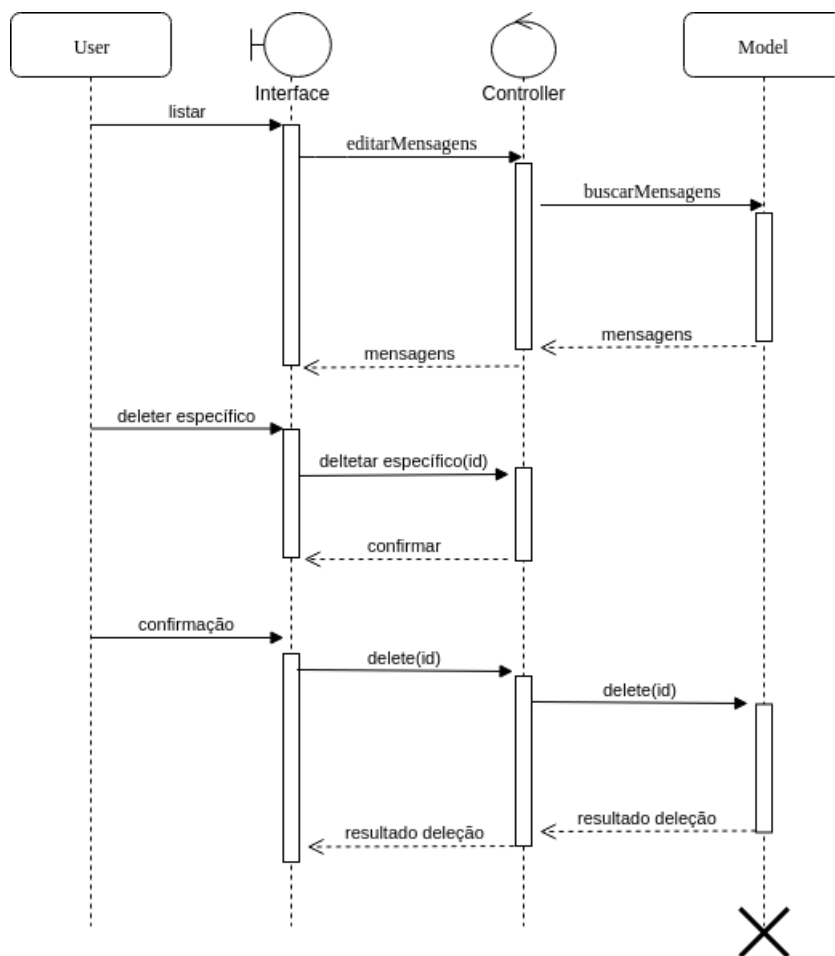 User
Interface
Controller
Model
listar
editarMensagens
buscarMensagens
mensagens
mensagens
deleter específico
deltetar específico(id)
confirmar
confirmação
delete(id)
delete(id)
resultado deleção
resultado deleção